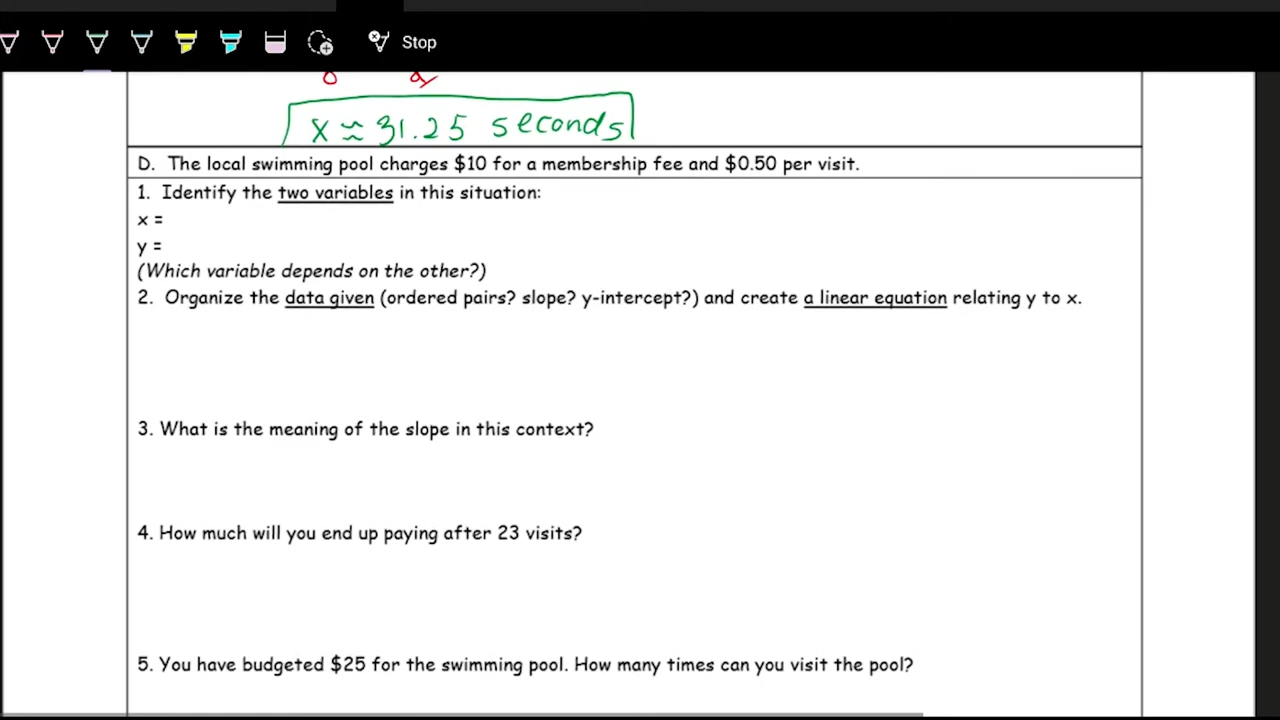 Stop
x ≈ 31.25 seconds
D. The local swimming pool charges $10 for a membership fee and $0.50 per visit.
1. Identify the two variables in this situation:
x =
y =
(Which variable depends on the other?)
2. Organize the data given (ordered pairs? slope? y-intercept?) and create a linear equation relating y to x.
3. What is the meaning of the slope in this context?
4. How much will you end up paying after 23 visits?
5. You have budgeted $25 for the swimming pool. How many times can you visit the pool?